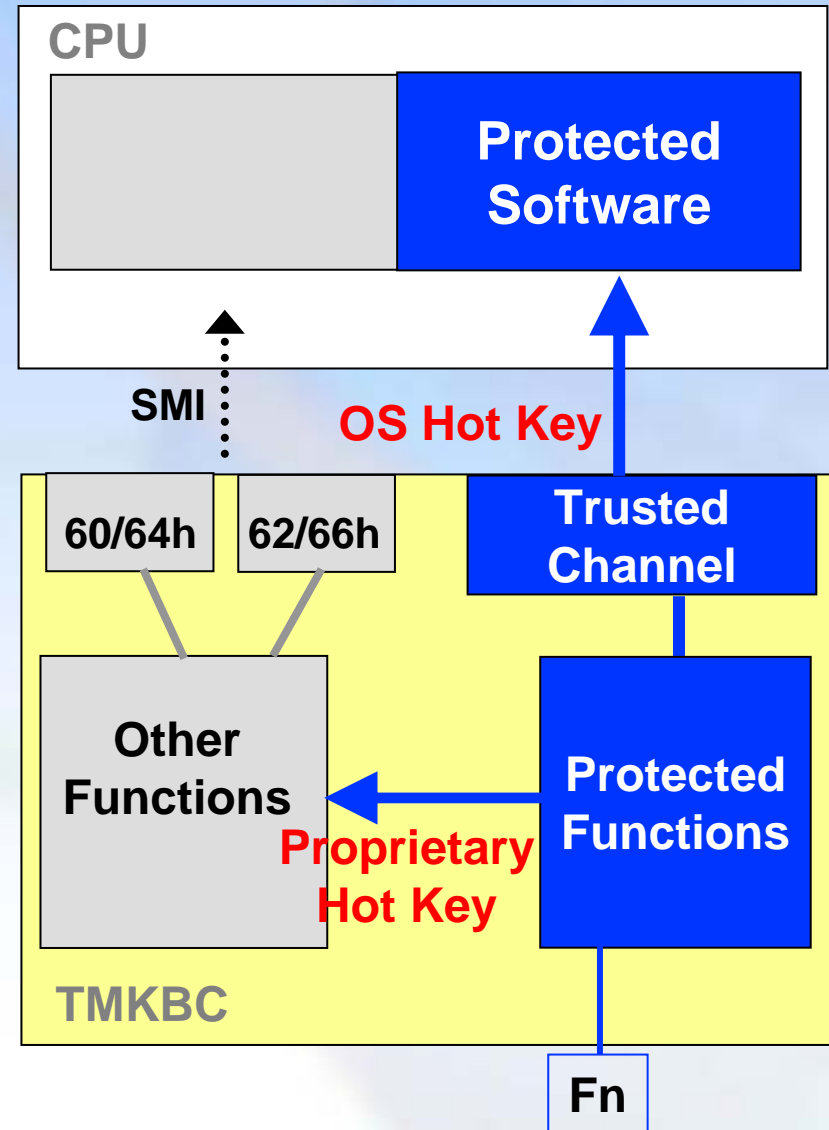 CPU
Protected
Software
SMI
OS Hot Key
60/64h
62/66h
Trusted
Channel
Other
Functions
Protected
Functions
Proprietary
Hot Key
TMKBC
Fn